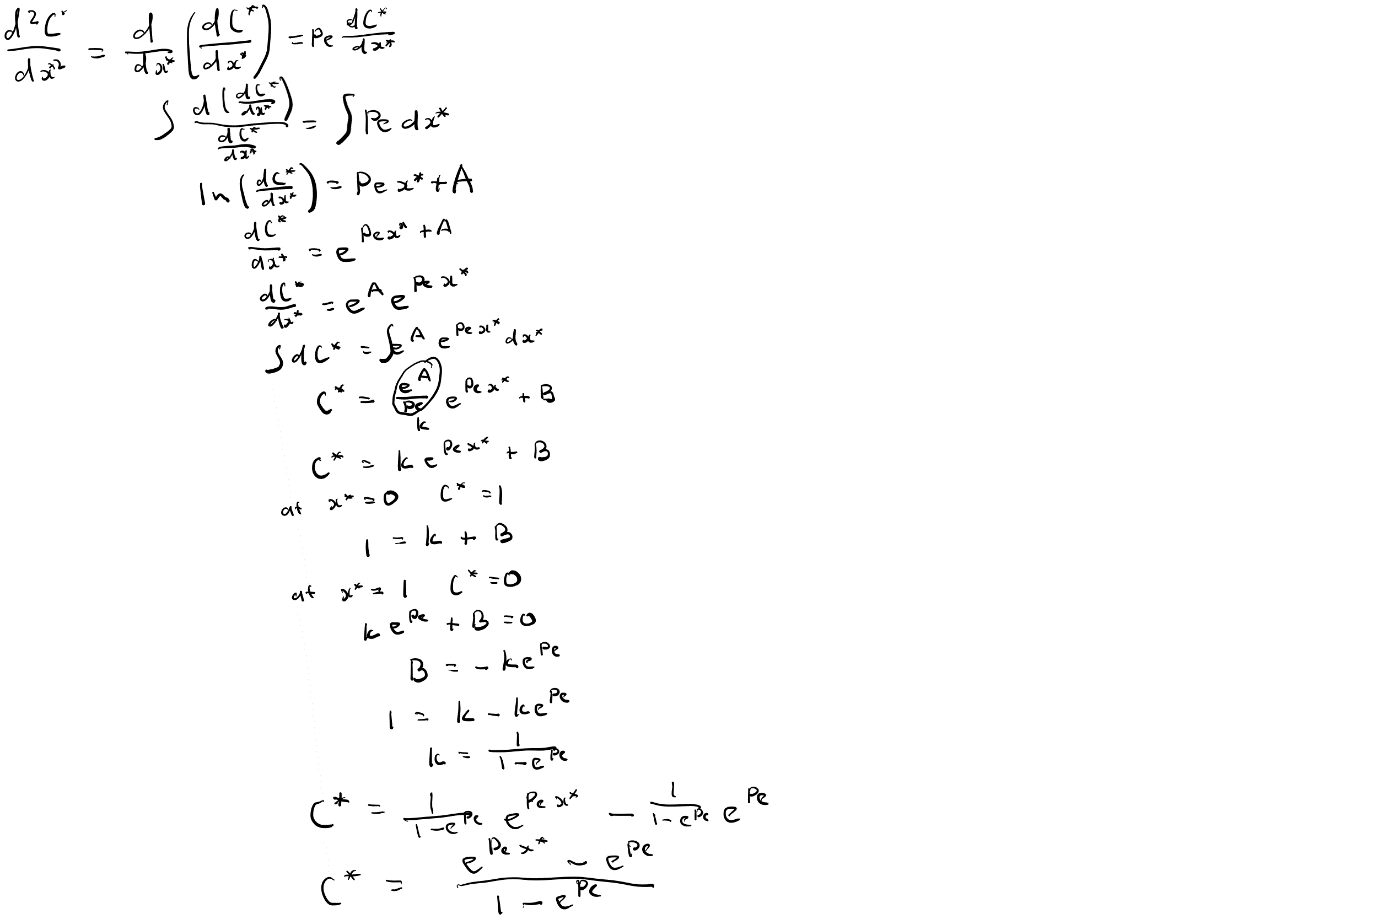 d²C*/dx*² = d/dx* (dC*/dx*) = Pe dC*/dx*
∫ d(dC*/dx*) / (dC*/dx*) = ∫ Pe dx*
ln(dC*/dx*) = Pe x* + A
dC*/dx* = e^(Pe x* + A)
dC*/dx* = e^A e^(Pe x*)
∫ dC* = ∫ e^A e^(Pe x*) dx*
C* = (e^A/Pe) e^(Pe x*) + B
k
C* = k e^(Pe x*) + B
at x* = 0 C* = 1
1 = k + B
at x* = 1 C* = 0
k e^(Pe) + B = 0
B = - k e^(Pe)
1 = k - k e^(Pe)
k = 1/(1 - e^(Pe))
C* = 1/(1 - e^(Pe)) e^(Pe x*) - 1/(1 - e^(Pe)) e^(Pe)
C* = (e^(Pe x*) - e^(Pe)) / (1 - e^(Pe))